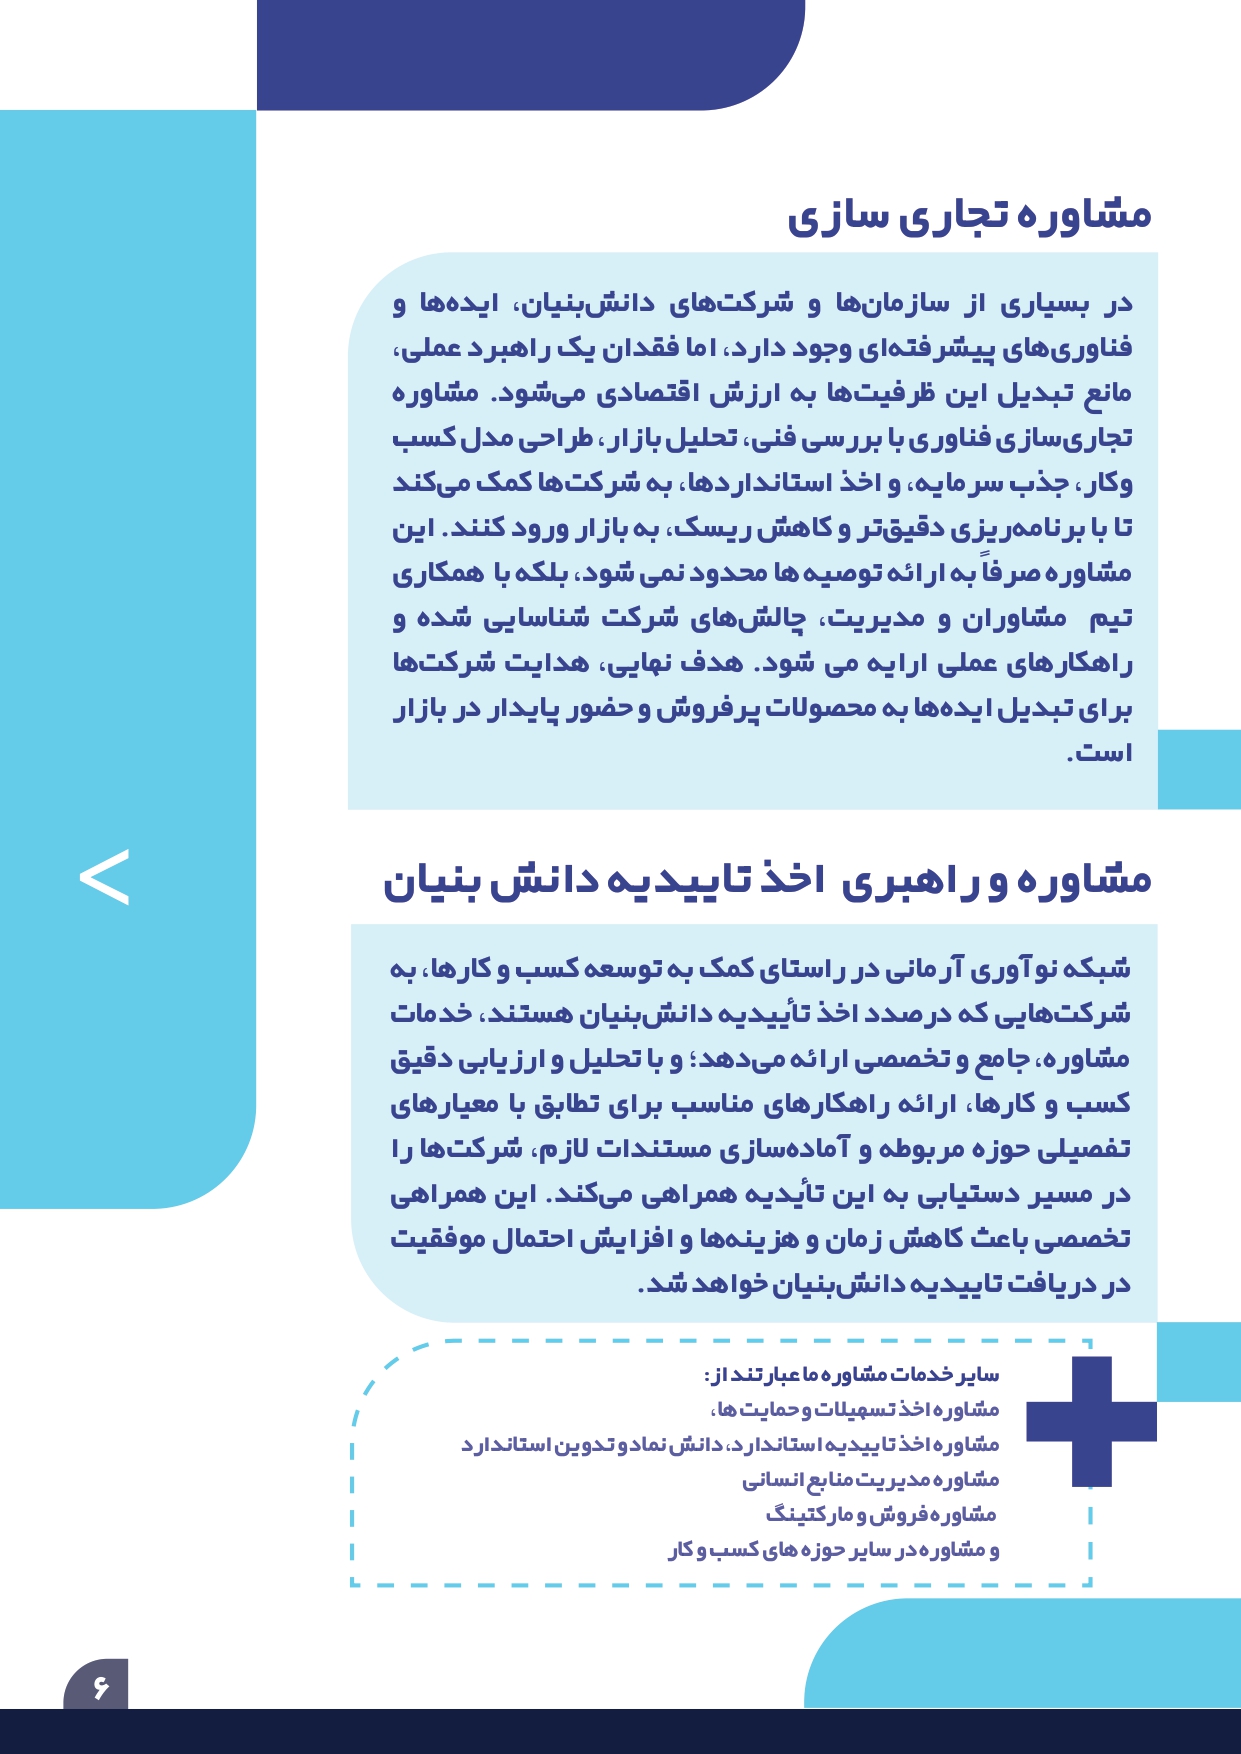 مشاوره تجاری سازی
در بسیاری از سازمان‌ها و شرکت‌های دانش‌بنیان، ایده‌ها و
فناوری‌های پیشرفته‌ای وجود دارد، اما فقدان یک راهبرد عملی،
مانع تبدیل این ظرفیت‌ها به ارزش اقتصادی می‌شود. مشاوره
تجاری‌سازی فناوری با بررسی فنی، تحلیل بازار، طراحی مدل کسب
وکار، جذب سرمایه، و اخذ استانداردها، به شرکت‌ها کمک می‌کند
تا با برنامه‌ریزی دقیق‌تر و کاهش ریسک، به بازار ورود کنند. این
مشاوره صرفاً به ارائه توصیه ها محدود نمی شود، بلکه با همکاری
تیم مشاوران و مدیریت، چالش‌های شرکت شناسایی شده و
راهکارهای عملی ارایه می شود. هدف نهایی، هدایت شرکت‌ها
برای تبدیل ایده‌ها به محصولات پرفروش و حضور پایدار در بازار
است.
<
مشاوره و راهبری اخذ تاییدیه دانش بنیان
شبکه نوآوری آرمانی در راستای کمک به توسعه کسب و کارها، به
شرکت‌هایی که درصدد اخذ تأییدیه دانش‌بنیان هستند، خدمات
مشاوره، جامع و تخصصی ارائه می‌دهد؛ و با تحلیل و ارزیابی دقیق
کسب و کارها، ارائه راهکارهای مناسب برای تطابق با معیارهای
تفصیلی حوزه مربوطه و آماده‌سازی مستندات لازم، شرکت‌ها را
در مسیر دستیابی به این تأیدیه همراهی می‌کند. این همراهی
تخصصی باعث کاهش زمان و هزینه‌ها و افزایش احتمال موفقیت
در دریافت تاییدیه دانش‌بنیان خواهد شد.
سایر خدمات مشاوره ما عبارتند از:
مشاوره اخذ تسهیلات و حمایت ها،
مشاوره اخذ تاییدیه استاندارد، دانش نماد و تدوین استاندارد
مشاوره مدیریت منابع انسانی
مشاوره فروش و مارکتینگ
و مشاوره در سایر حوزه های کسب و کار
۶